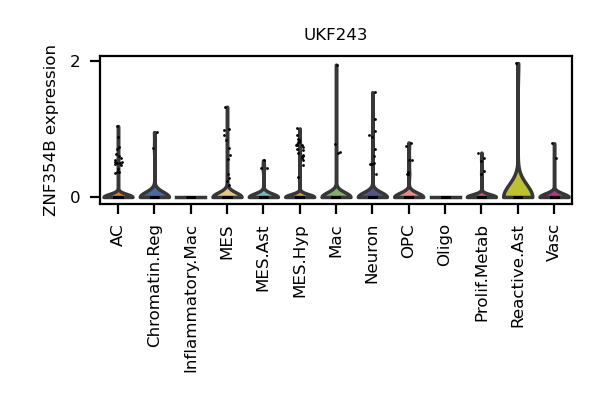 UKF243
ZNF354B expression
2
0
AC
Chromatin.Reg
Inflammatory.Mac
MES
MES.Ast
MES.Hyp
Mac
Neuron
OPC
Oligo
Prolif.Metab
Reactive.Ast
Vasc